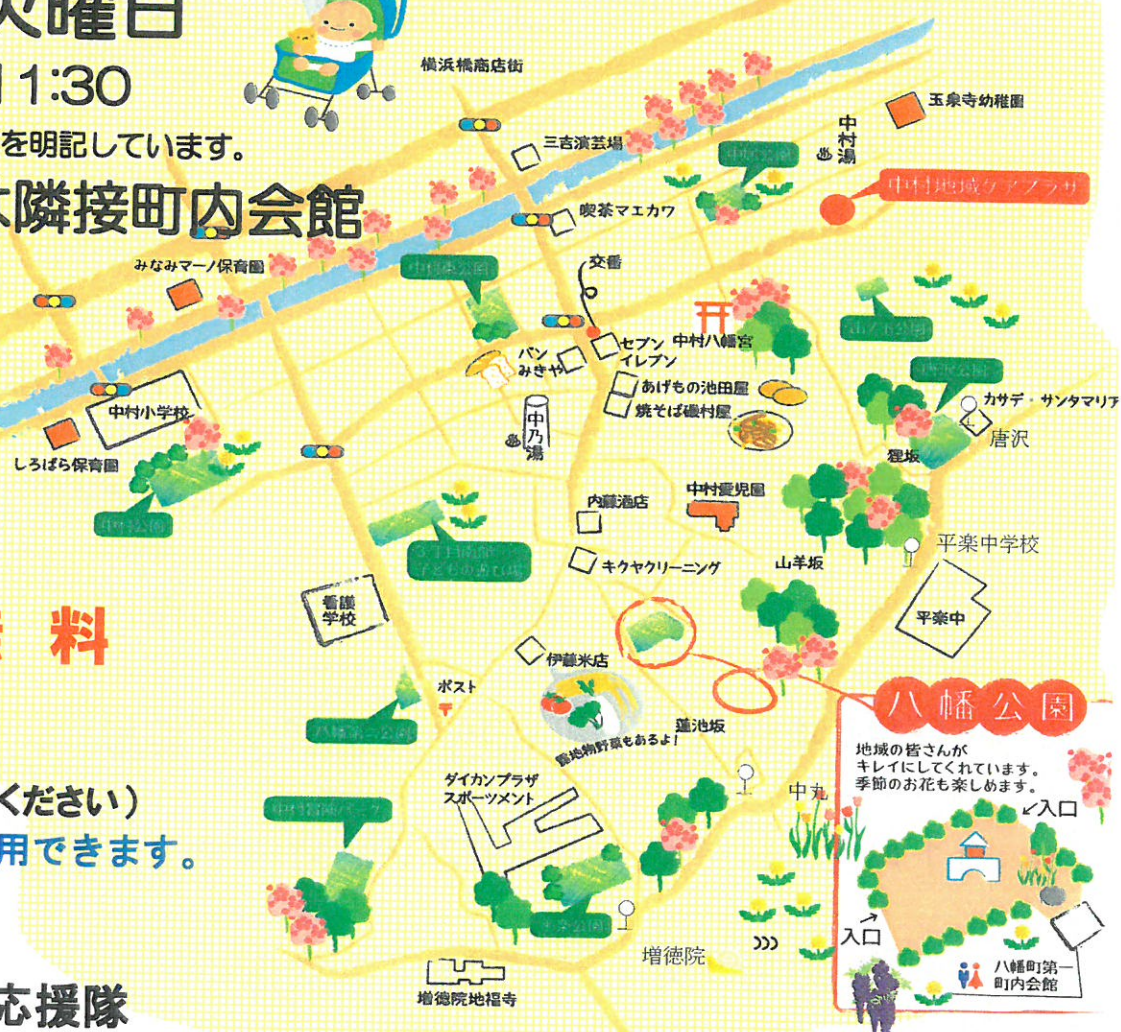 火曜日
11:30
を明記しています。
隣接町内会館
料
ください)
用できます。
応援隊
横浜橋商店街
三吉演芸場
喫茶マエカワ
みなみマーノ保育園
中村湯
玉泉寺幼稚園
中村地域ケアプラザ
交番
中村八幡宮
セブン
イレブン
パン
みきや
あげもの池田屋
焼そば磯村屋
中乃湯
中村小学校
しろばら保育園
カサデ・サンタマリア
唐沢
狸坂
内藤酒店
中村愛児園
キクヤクリーニング
山羊坂
平楽中学校
平楽中
看護
学校
伊藤米店
露地物野菜もあるよ!
ポスト
蓮池坂
ダイカンプラザ
スポーツメント
中丸
増徳院
増徳院地福寺
八幡公園
地域の皆さんが
キレイにしてくれています。
季節のお花も楽しめます。
入口
入口
八幡町第一
町内会館